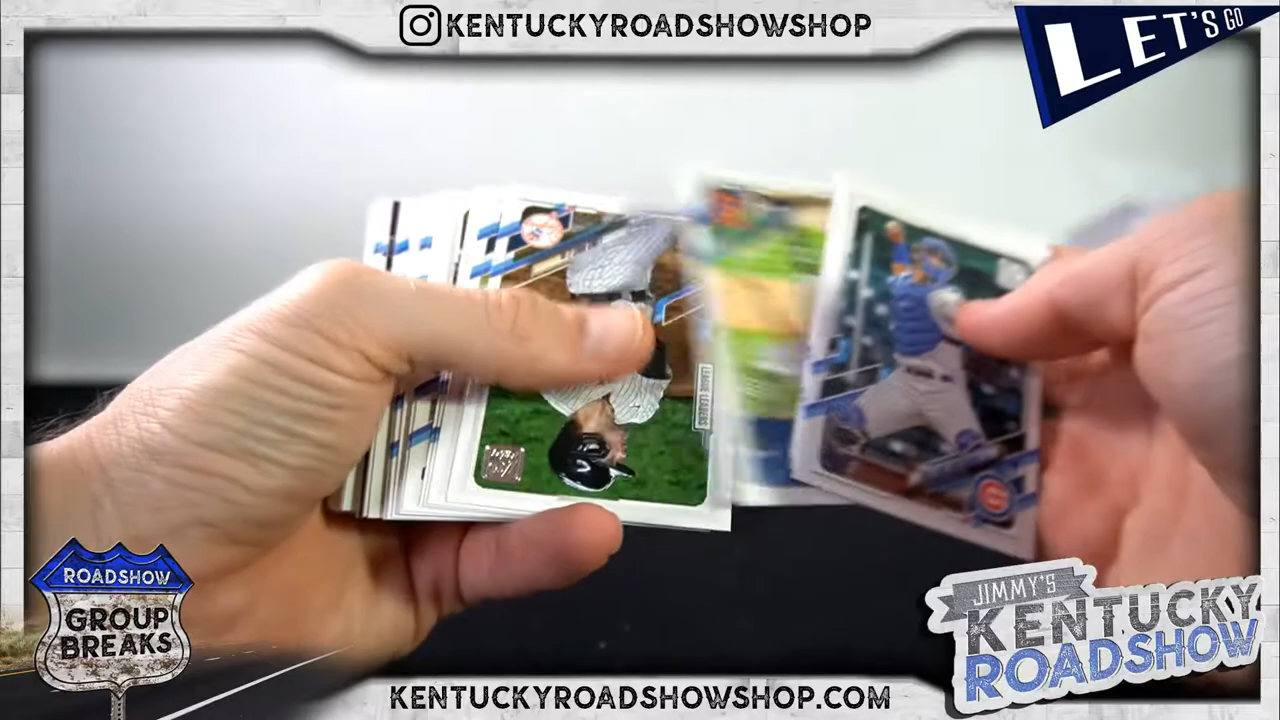 KENTUCKYROADSHOWSHOP
LET'S GO
LEAGUE LEADERS
ROADSHOW
GROUP
BREAKS
JIMMY'S
KENTUCKY
ROADSHOW
KENTUCKYROADSHOWSHOP.COM